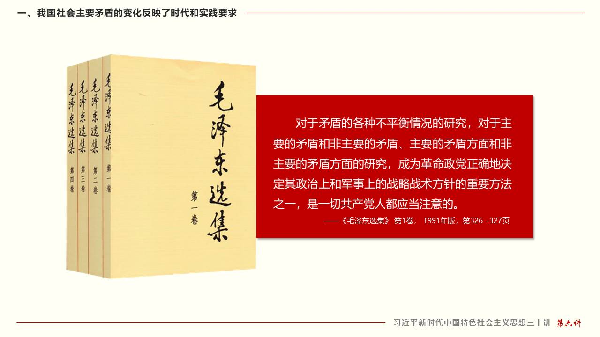 一、我国社会主要矛盾的变化反映了时代和实践要求
毛泽东选集
第四卷
毛泽东选集
第三卷
毛泽东选集
第二卷
毛泽东选集
第一卷
毛泽东选集
第一卷
对于矛盾的各种不平衡情况的研究，对于主
要的矛盾和非主要的矛盾、主要的矛盾方面和非
主要的矛盾方面的研究，成为革命政党正确地决
定其政治上和军事上的战略战术方针的重要方法
之一，是一切共产党人都应当注意的。
《毛泽东选集》第1卷，1991年版，第326-327页
习近平新时代中国特色社会主义思想三十讲 第六讲